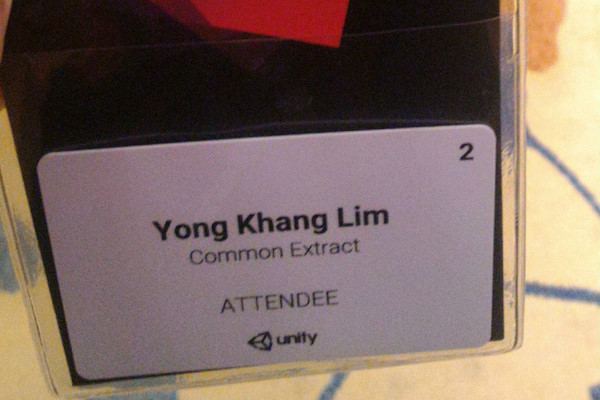 2
Yong Khang Lim
Common Extract
ATTENDEE
unity